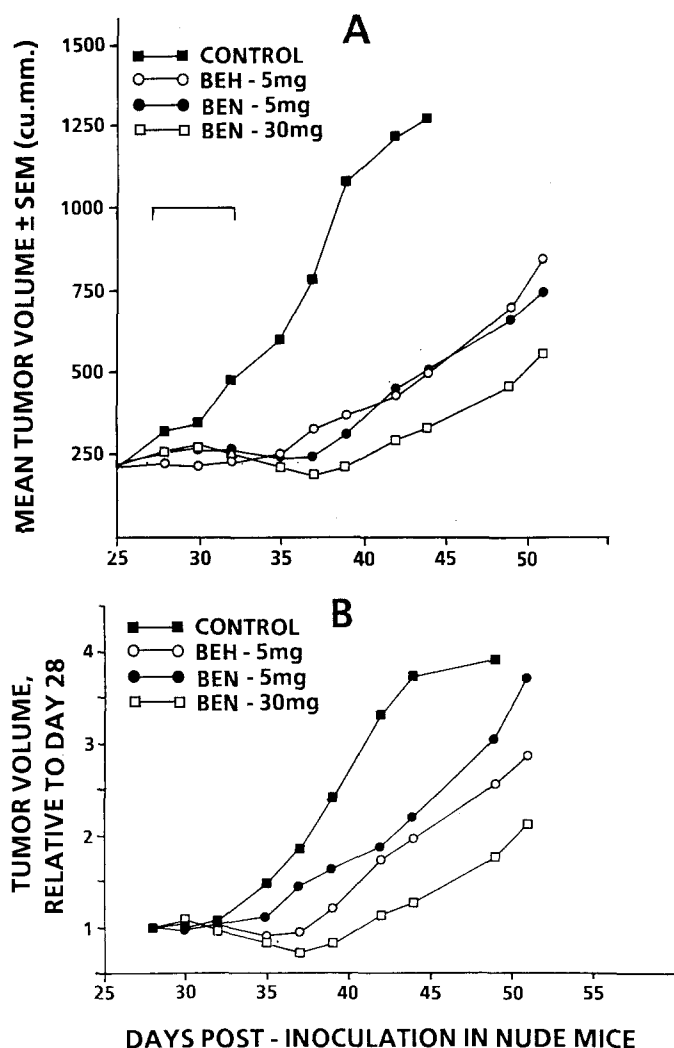 A
MEAN TUMOR VOLUME ± SEM (cu.mm.)
1500
1250
1000
750
500
250
CONTROL
BEH - 5mg
BEN - 5mg
BEN - 30mg
25 30 35 40 45 50
B
TUMOR VOLUME,
RELATIVE TO DAY 28
4
3
2
1
CONTROL
BEH - 5mg
BEN - 5mg
BEN - 30mg
25 30 35 40 45 50 55
DAYS POST - INOCULATION IN NUDE MICE